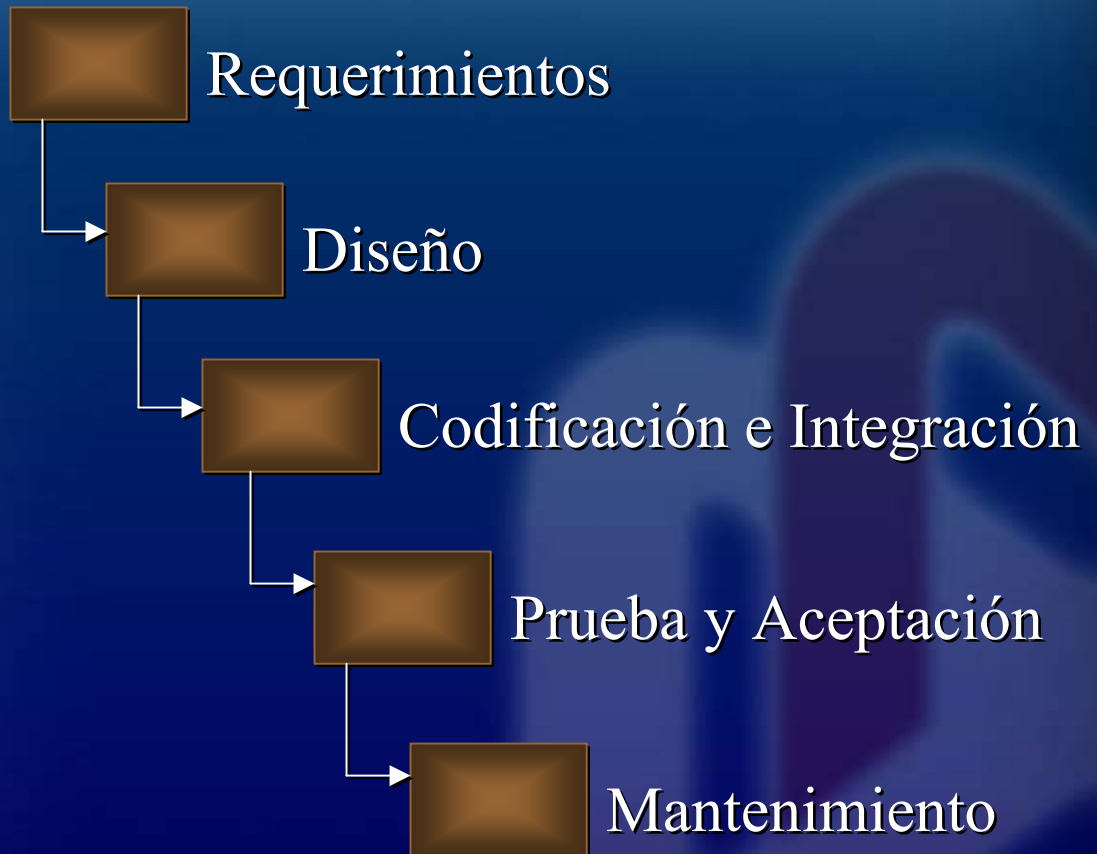 Requerimientos
Diseño
Codificación e Integración
Prueba y Aceptación
Mantenimiento